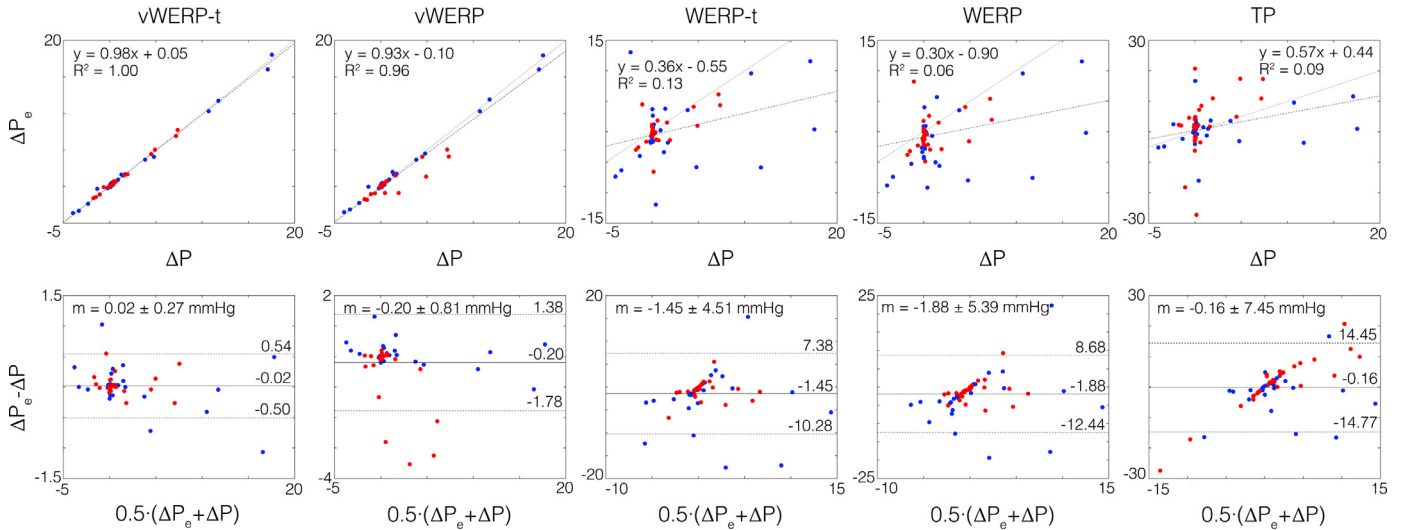 vWERP-t
vWERP
WERP-t
WERP
TP
20
y = 0.98x + 0.05
R² = 1.00
ΔPₑ
-5
20
ΔP
20
y = 0.93x - 0.10
R² = 0.96
-5
20
ΔP
15
y = 0.36x - 0.55
R² = 0.13
-15
-5
20
ΔP
15
y = 0.30x - 0.90
R² = 0.06
-15
-5
20
ΔP
30
y = 0.57x + 0.44
R² = 0.09
-30
-5
20
ΔP
1.5
m = 0.02 ± 0.27 mmHg
0.54
-0.02
-0.50
ΔPₑ-ΔP
-1.5
-5
20
0.5·(ΔPₑ+ΔP)
2
m = -0.20 ± 0.81 mmHg
1.38
-0.20
-1.78
-4
-5
20
0.5·(ΔPₑ+ΔP)
20
m = -1.45 ± 4.51 mmHg
7.38
-1.45
-10.28
-20
-10
15
0.5·(ΔPₑ+ΔP)
25
m = -1.88 ± 5.39 mmHg
8.68
-1.88
-12.44
-25
-10
15
0.5·(ΔPₑ+ΔP)
30
m = -0.16 ± 7.45 mmHg
14.45
-0.16
-14.77
-30
-15
15
0.5·(ΔPₑ+ΔP)